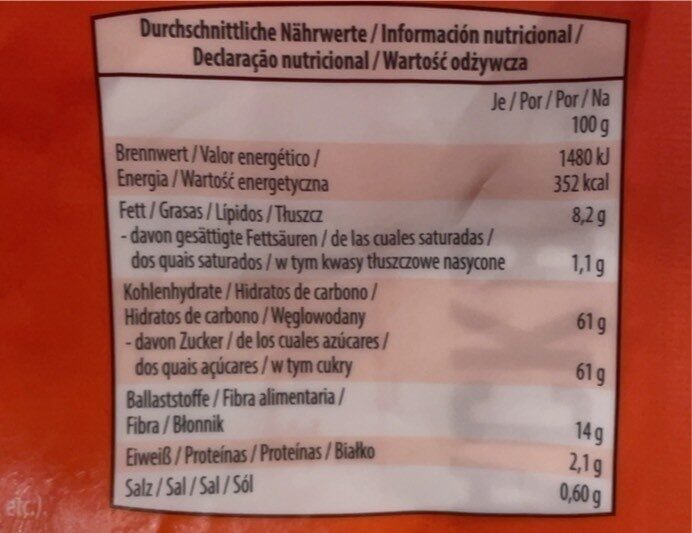 Durchschnittliche Nährwerte / Información nutricional /
Declaração nutricional / Wartość odżywcza
Je / Por / Por / Na
100 g
Brennwert / Valor energético / 1480 kJ
Energia / Wartość energetyczna 352 kcal
Fett / Grasas / Lípidos / Tłuszcz 8,2 g
- davon gesättigte Fettsäuren / de las cuales saturadas /
dos quais saturados / w tym kwasy tłuszczowe nasycone 1,1 g
Kohlenhydrate / Hidratos de carbono /
Hidratos de carbono / Węglowodany 61 g
- davon Zucker / de los cuales azúcares /
dos quais açúcares / w tym cukry 61 g
Ballaststoffe / Fibra alimentaria /
Fibra / Błonnik 14 g
Eiweiß / Proteínas / Proteínas / Białko 2,1 g
Salz / Sal / Sal / Sól 0,60 g
etc.).